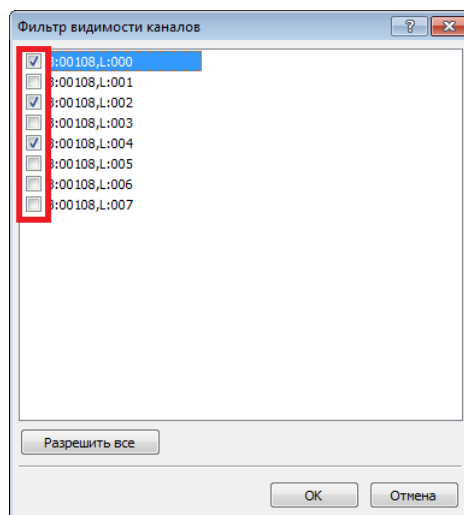 Фильтр видимости каналов
:00108,L:000
:00108,L:001
:00108,L:002
:00108,L:003
:00108,L:004
:00108,L:005
:00108,L:006
:00108,L:007
Разрешить все
OK Отмена